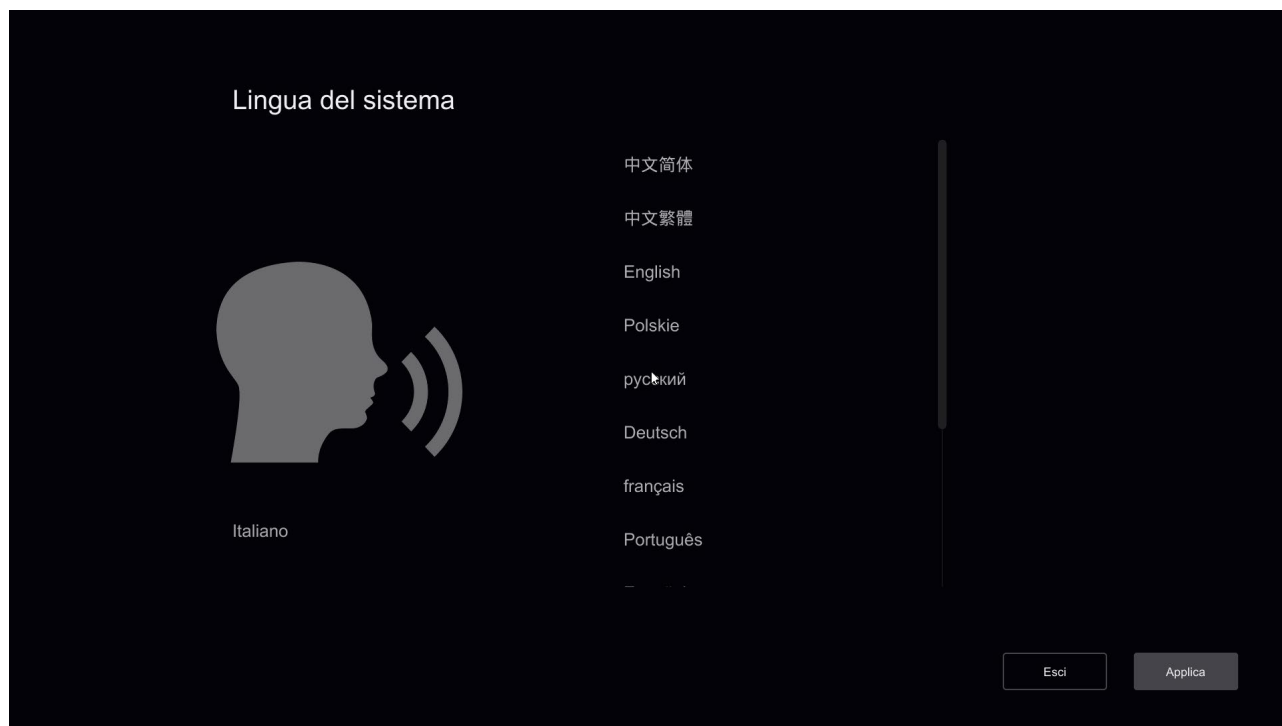 Lingua del sistema
中文简体
中文繁體
English
Polskie
русский
Deutsch
français
Português
Italiano
Esci
Applica